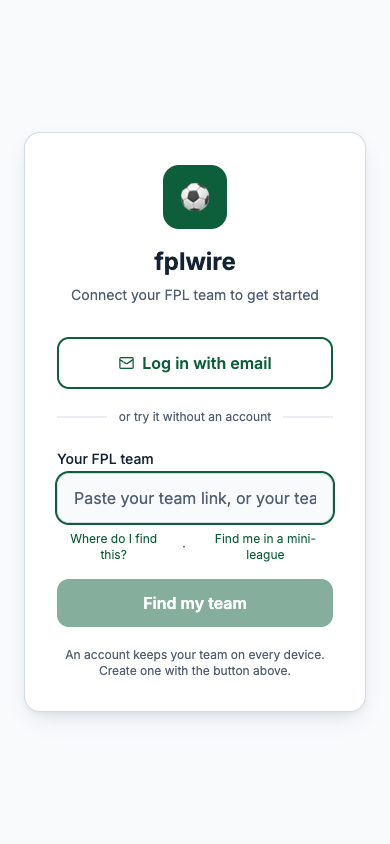 fplwire
Connect your FPL team to get started
Log in with email
or try it without an account
Your FPL team
Paste your team link, or your tea
Where do I find this?
·
Find me in a mini-league
Find my team
An account keeps your team on every device.
Create one with the button above.